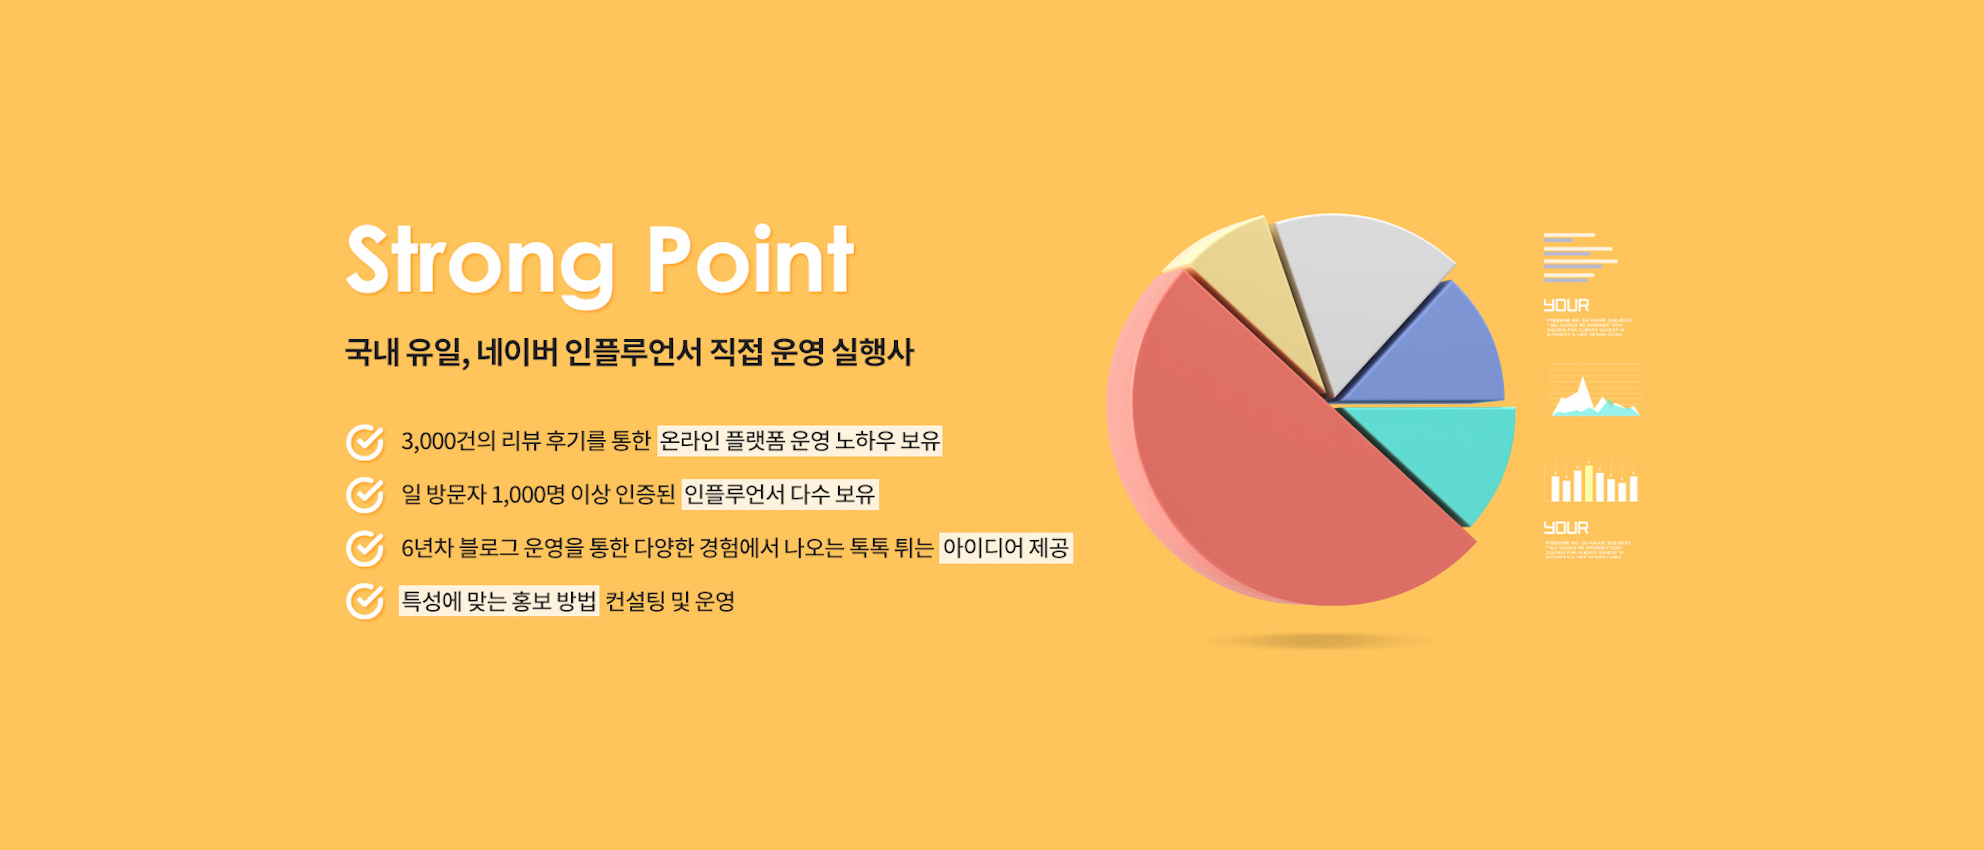 Strong Point
국내 유일, 네이버 인플루언서 직접 운영 실행사
3,000건의 리뷰 후기를 통한 온라인 플랫폼 운영 노하우 보유
일 방문자 1,000명 이상 인증된 인플루언서 다수 보유
6년차 블로그 운영을 통한 다양한 경험에서 나오는 톡톡 튀는 아이디어 제공
특성에 맞는 홍보 방법 컨설팅 및 운영
YOUR
YOUR